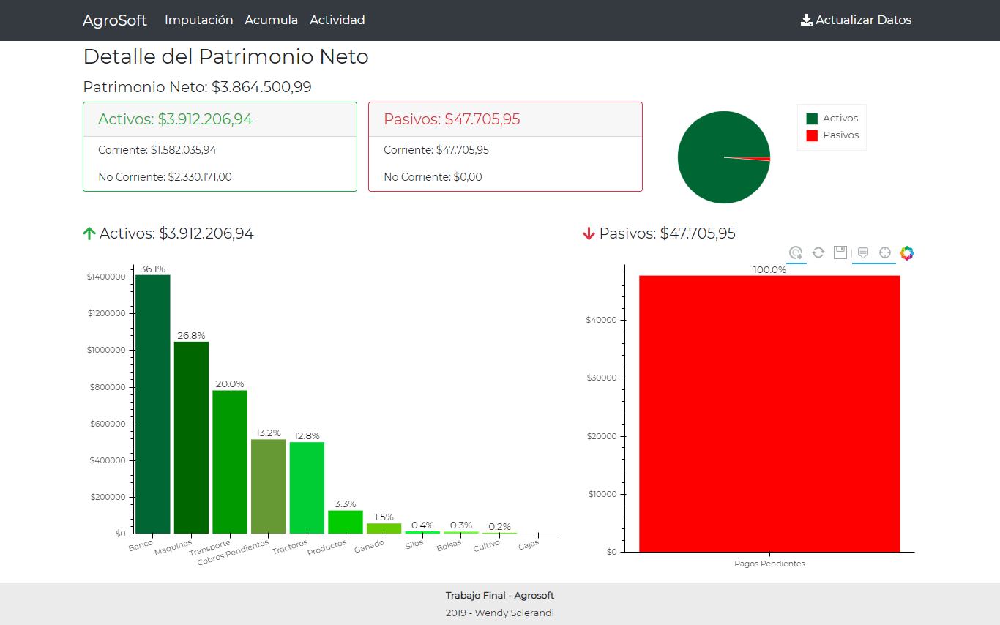 AgroSoft Imputación Acumula Actividad Actualizar Datos
Detalle del Patrimonio Neto
Patrimonio Neto: $3.864.500,99
Activos: $3.912.206,94
Corriente: $1.582.035,94
No Corriente: $2.330.171,00
Pasivos: $47.705,95
Corriente: $47.705,95
No Corriente: $0,00
Activos
Pasivos
Activos: $3.912.206,94
$1400000
$1200000
$1000000
$800000
$600000
$400000
$200000
$0
36.1%
26.8%
20.0%
13.2%
12.8%
3.3%
1.5%
0.4%
0.3%
0.2%
Banco
Maquinas
Transporte
Cobros Pendientes
Tractores
Productos
Ganado
Silos
Bolsas
Cultivo
Cajas
Pasivos: $47.705,95
100.0%
$40000
$30000
$20000
$10000
$0
Pagos Pendientes
Trabajo Final - Agrosoft
2019 - Wendy Sclerandi